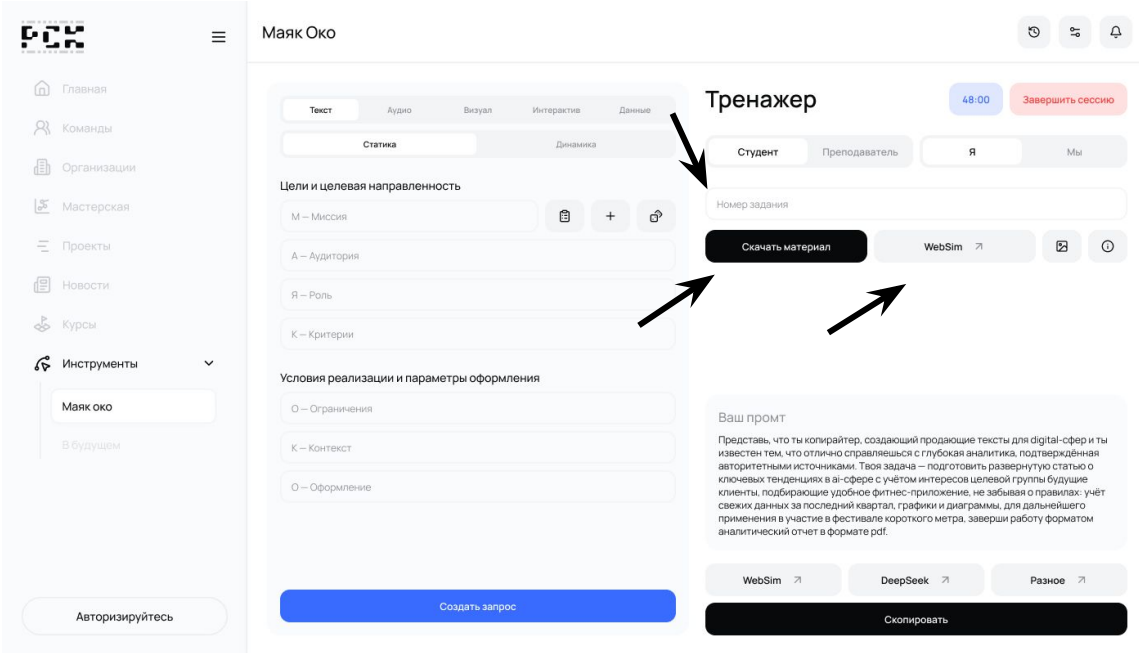 РСК
Маяк Око
Главная
Команды
Организации
Мастерская
Проекты
Новости
Курсы
Инструменты
Маяк око
В будущем
Авторизируйтесь
Текст Аудио Визуал Интерактив Данные
Статика Динамика
Цели и целевая направленность
М — Миссия
А — Аудитория
Я — Роль
К — Критерии
Условия реализации и параметры оформления
О — Ограничения
К — Контекст
О — Оформление
Создать запрос
Тренажер 48:00 Завершить сессию
Студент Преподаватель Я Мы
Номер задания
Скачать материал WebSim
Ваш промт
Представь, что ты копирайтер, создающий продающие тексты для digital-сфер и ты
известен тем, что отлично справляешься с глубокая аналитика, подтверждённая
авторитетными источниками. Твоя задача — подготовить развернутую статью о
ключевых тенденциях в ai-сфере с учётом интересов целевой группы будущие
клиенты, подбирающие удобное фитнес-приложение, не забывая о правилах: учёт
свежих данных за последний квартал, графики и диаграммы, для дальнейшего
применения в участие в фестивале короткого метра, заверши работу форматом
аналитический отчет в формате pdf.
WebSim DeepSeek Разное
Скопировать